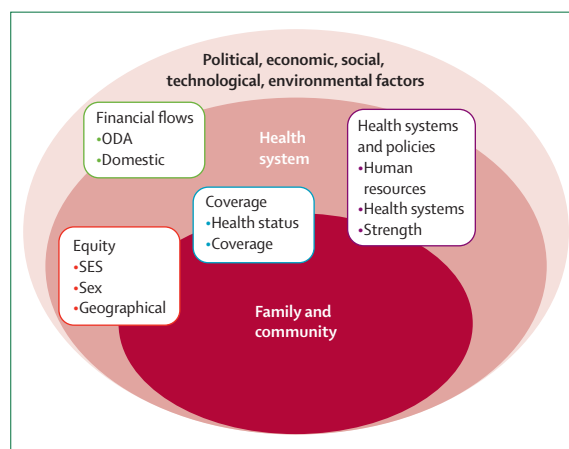 Political, economic, social,
technological, environmental factors
Financial flows
•ODA
•Domestic
Health
system
Health systems
and policies
•Human
resources
•Health systems
•Strength
Coverage
•Health status
•Coverage
Equity
•SES
•Sex
•Geographical
Family and
community